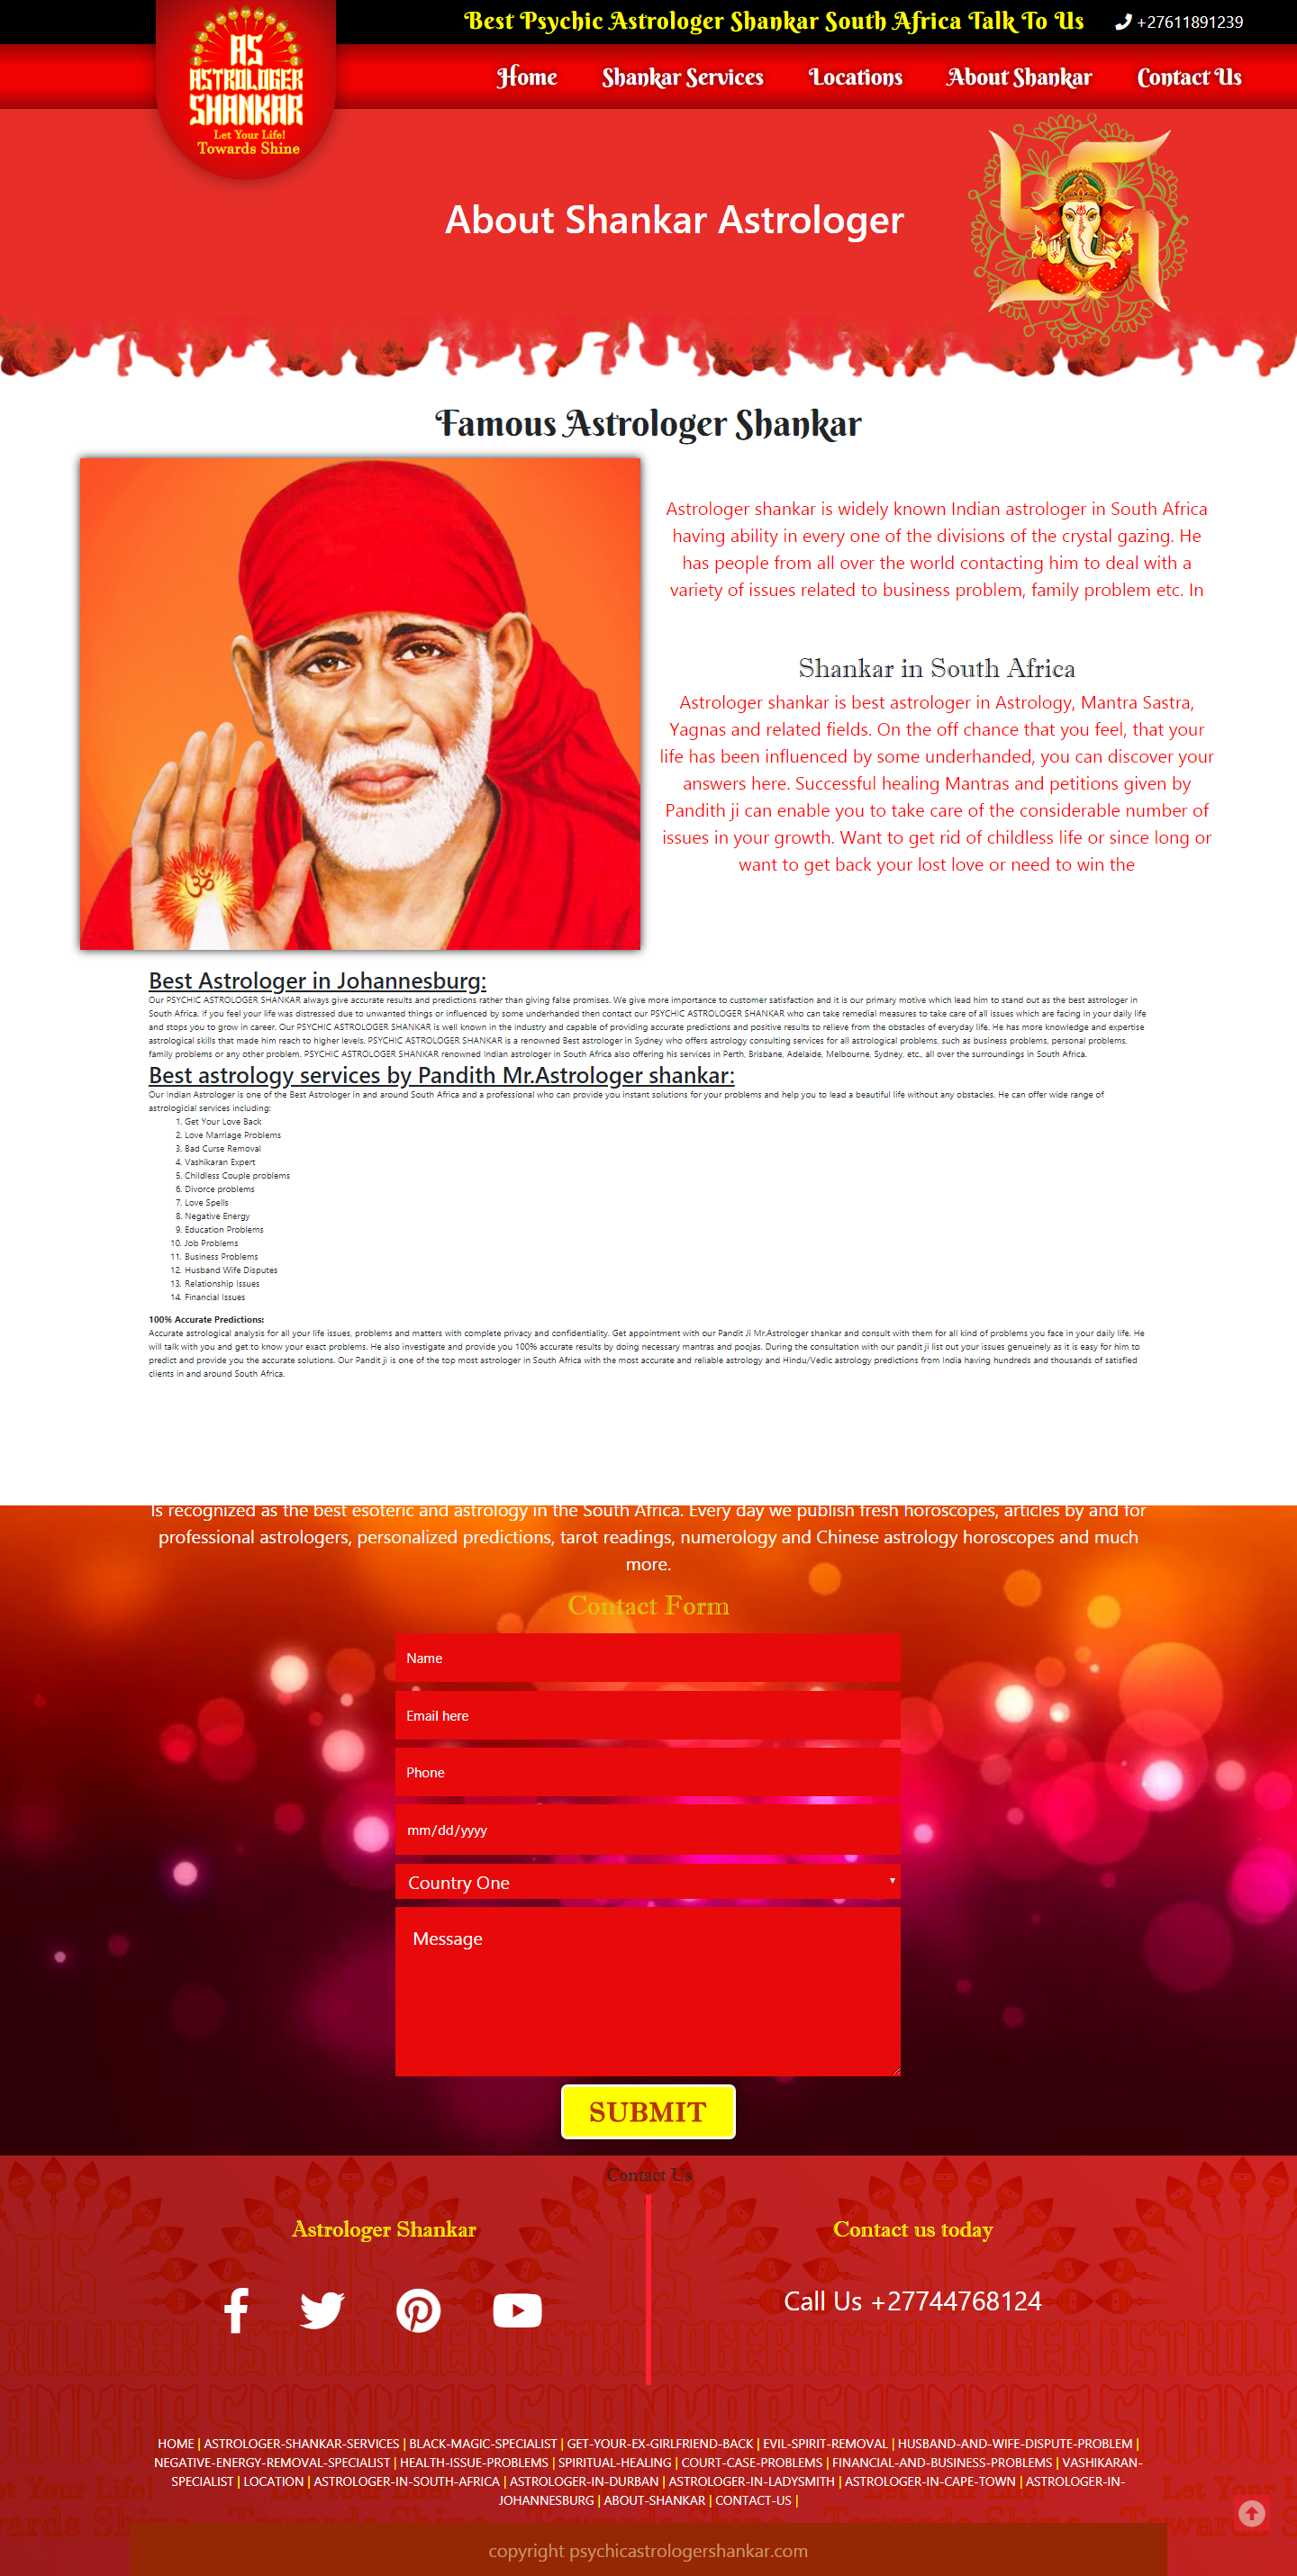 Best Psychic Astrologer Shankar South Africa Talk To Us
+27611891239
AS
ASTROLOGER
SHANKAR
Let Your Life!
Towards Shine
Home
Shankar Services
Locations
About Shankar
Contact Us
About Shankar Astrologer
Famous Astrologer Shankar
Astrologer shankar is widely known Indian astrologer in South Africa
having ability in every one of the divisions of the crystal gazing. He
has people from all over the world contacting him to deal with a
variety of issues related to business problem, family problem etc. In
Shankar in South Africa
Astrologer shankar is best astrologer in Astrology, Mantra Sastra,
Yagnas and related fields. On the off chance that you feel, that your
life has been influenced by some underhanded, you can discover your
answers here. Successful healing Mantras and petitions given by
Pandith ji can enable you to take care of the considerable number of
issues in your growth. Want to get rid of childless life or since long or
want to get back your lost love or need to win the
ॐ
Best Astrologer in Johannesburg:
Our PSYCHIC ASTROLOGER SHANKAR always give accurate results and predictions rather than giving false promises. We give more importance to customer satisfaction and it is our primary motive which lead him to stand out as the best astrologer in
South Africa. If you feel your life was distressed due to unwanted things or influenced by some underhanded then contact our PSYCHIC ASTROLOGER SHANKAR who can take remedial measures to take care of all issues which are facing in your daily life
and stops you to grow in career. Our PSYCHIC ASTROLOGER SHANKAR is well known in the industry and capable of providing accurate predictions and positive results to relieve from the obstacles of everyday life. He has more knowledge and expertise
astrological skills that made him reach to higher levels. PSYCHIC ASTROLOGER SHANKAR is a renowned Best astrologer in Sydney who offers astrology consulting services for all astrological problems, such as business problems, personal problems,
family problems or any other problem. PSYCHIC ASTROLOGER SHANKAR renowned Indian astrologer in South Africa also offering his services in Perth, Brisbane, Adelaide, Melbourne, Sydney, etc., all over the surroundings in South Africa.
Best astrology services by Pandith Mr.Astrologer shankar:
Our Indian Astrologer is one of the Best Astrologer in and around South Africa and a professional who can provide you instant solutions for your problems and help you to lead a beautiful life without any obstacles. He can offer wide range of
astrologicial services including:
1. Get Your Love Back
2. Love Marriage Problems
3. Bad Curse Removal
4. Vashikaran Expert
5. Childless Couple problems
6. Divorce problems
7. Love Spells
8. Negative Energy
9. Education Problems
10. Job Problems
11. Business Problems
12. Husband Wife Disputes
13. Relationship Issues
14. Financial Issues
100% Accurate Predictions:
Accurate astrological analysis for all your life issues, problems and matters with complete privacy and confidentiality. Get appointment with our Pandit Ji Mr.Astrologer shankar and consult with them for all kind of problems you face in your daily life. He
will talk with you and get to know your exact problems. He also investigate and provide you 100% accurate results by doing necessary mantras and poojas. During the consultation with our pandit ji list out your issues genueinely as it is easy for him to
predict and provide you the accurate solutions. Our Pandit ji is one of the top most astrologer in South Africa with the most accurate and reliable astrology and Hindu/Vedic astrology predictions from India having hundreds and thousands of satisfied
clients in and around South Africa.
Is recognized as the best esoteric and astrology in the South Africa. Every day we publish fresh horoscopes, articles by and for
professional astrologers, personalized predictions, tarot readings, numerology and Chinese astrology horoscopes and much
more.
Contact Form
Name
Email here
Phone
mm/dd/yyyy
Country One
Message
SUBMIT
Contact Us
Astrologer Shankar
Contact us today
Call Us +27744768124
HOME | ASTROLOGER-SHANKAR-SERVICES | BLACK-MAGIC-SPECIALIST | GET-YOUR-EX-GIRLFRIEND-BACK | EVIL-SPIRIT-REMOVAL | HUSBAND-AND-WIFE-DISPUTE-PROBLEM |
NEGATIVE-ENERGY-REMOVAL-SPECIALIST | HEALTH-ISSUE-PROBLEMS | SPIRITUAL-HEALING | COURT-CASE-PROBLEMS | FINANCIAL-AND-BUSINESS-PROBLEMS | VASHIKARAN-
SPECIALIST | LOCATION | ASTROLOGER-IN-SOUTH-AFRICA | ASTROLOGER-IN-DURBAN | ASTROLOGER-IN-LADYSMITH | ASTROLOGER-IN-CAPE-TOWN | ASTROLOGER-IN-
JOHANNESBURG | ABOUT-SHANKAR | CONTACT-US |
copyright psychicastrologershankar.com